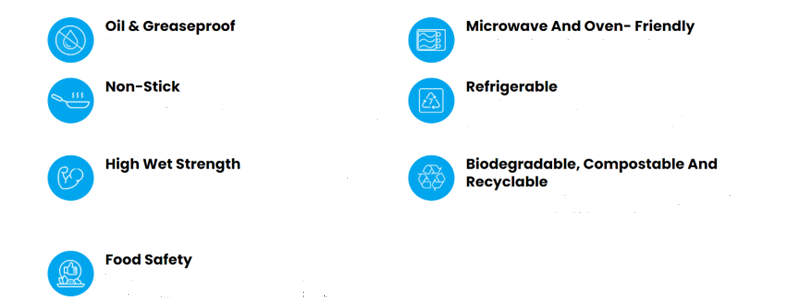 Oil & Greaseproof
Microwave And Oven- Friendly
Non-Stick
Refrigerable
High Wet Strength
Biodegradable, Compostable And
Recyclable
Food Safety